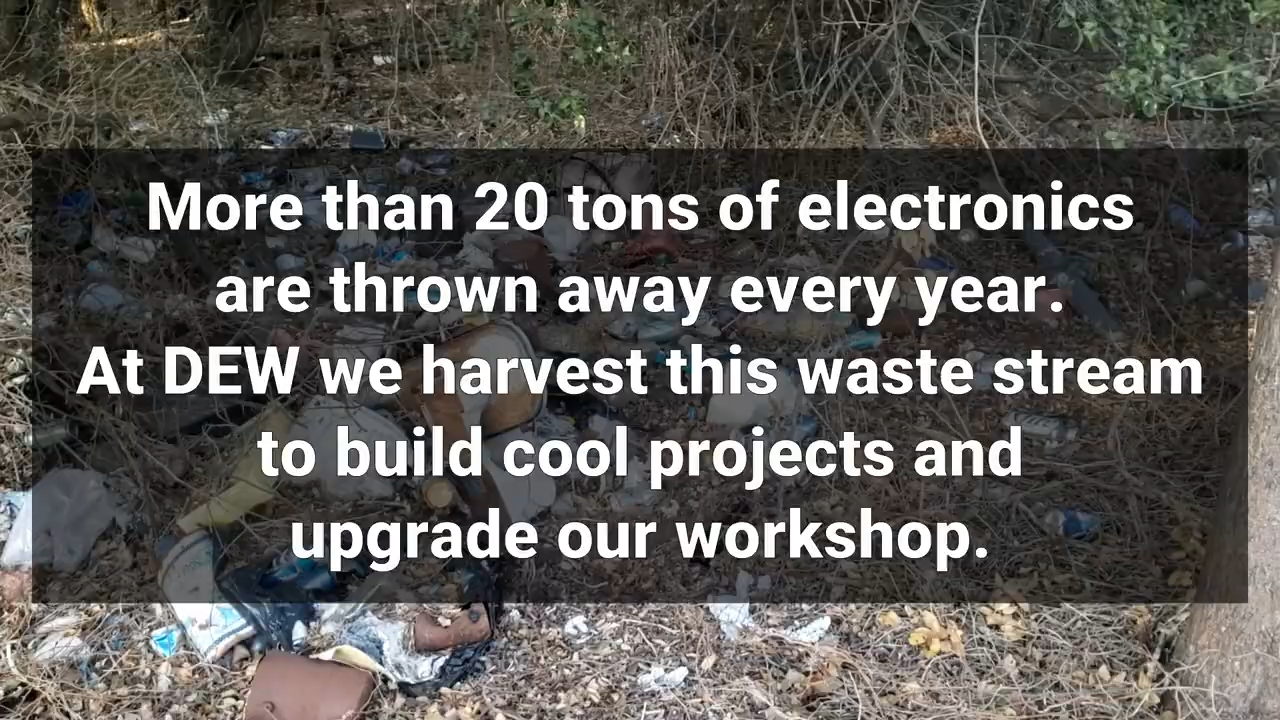 More than 20 tons of electronics
are thrown away every year.
At DEW we harvest this waste stream
to build cool projects and
upgrade our workshop.